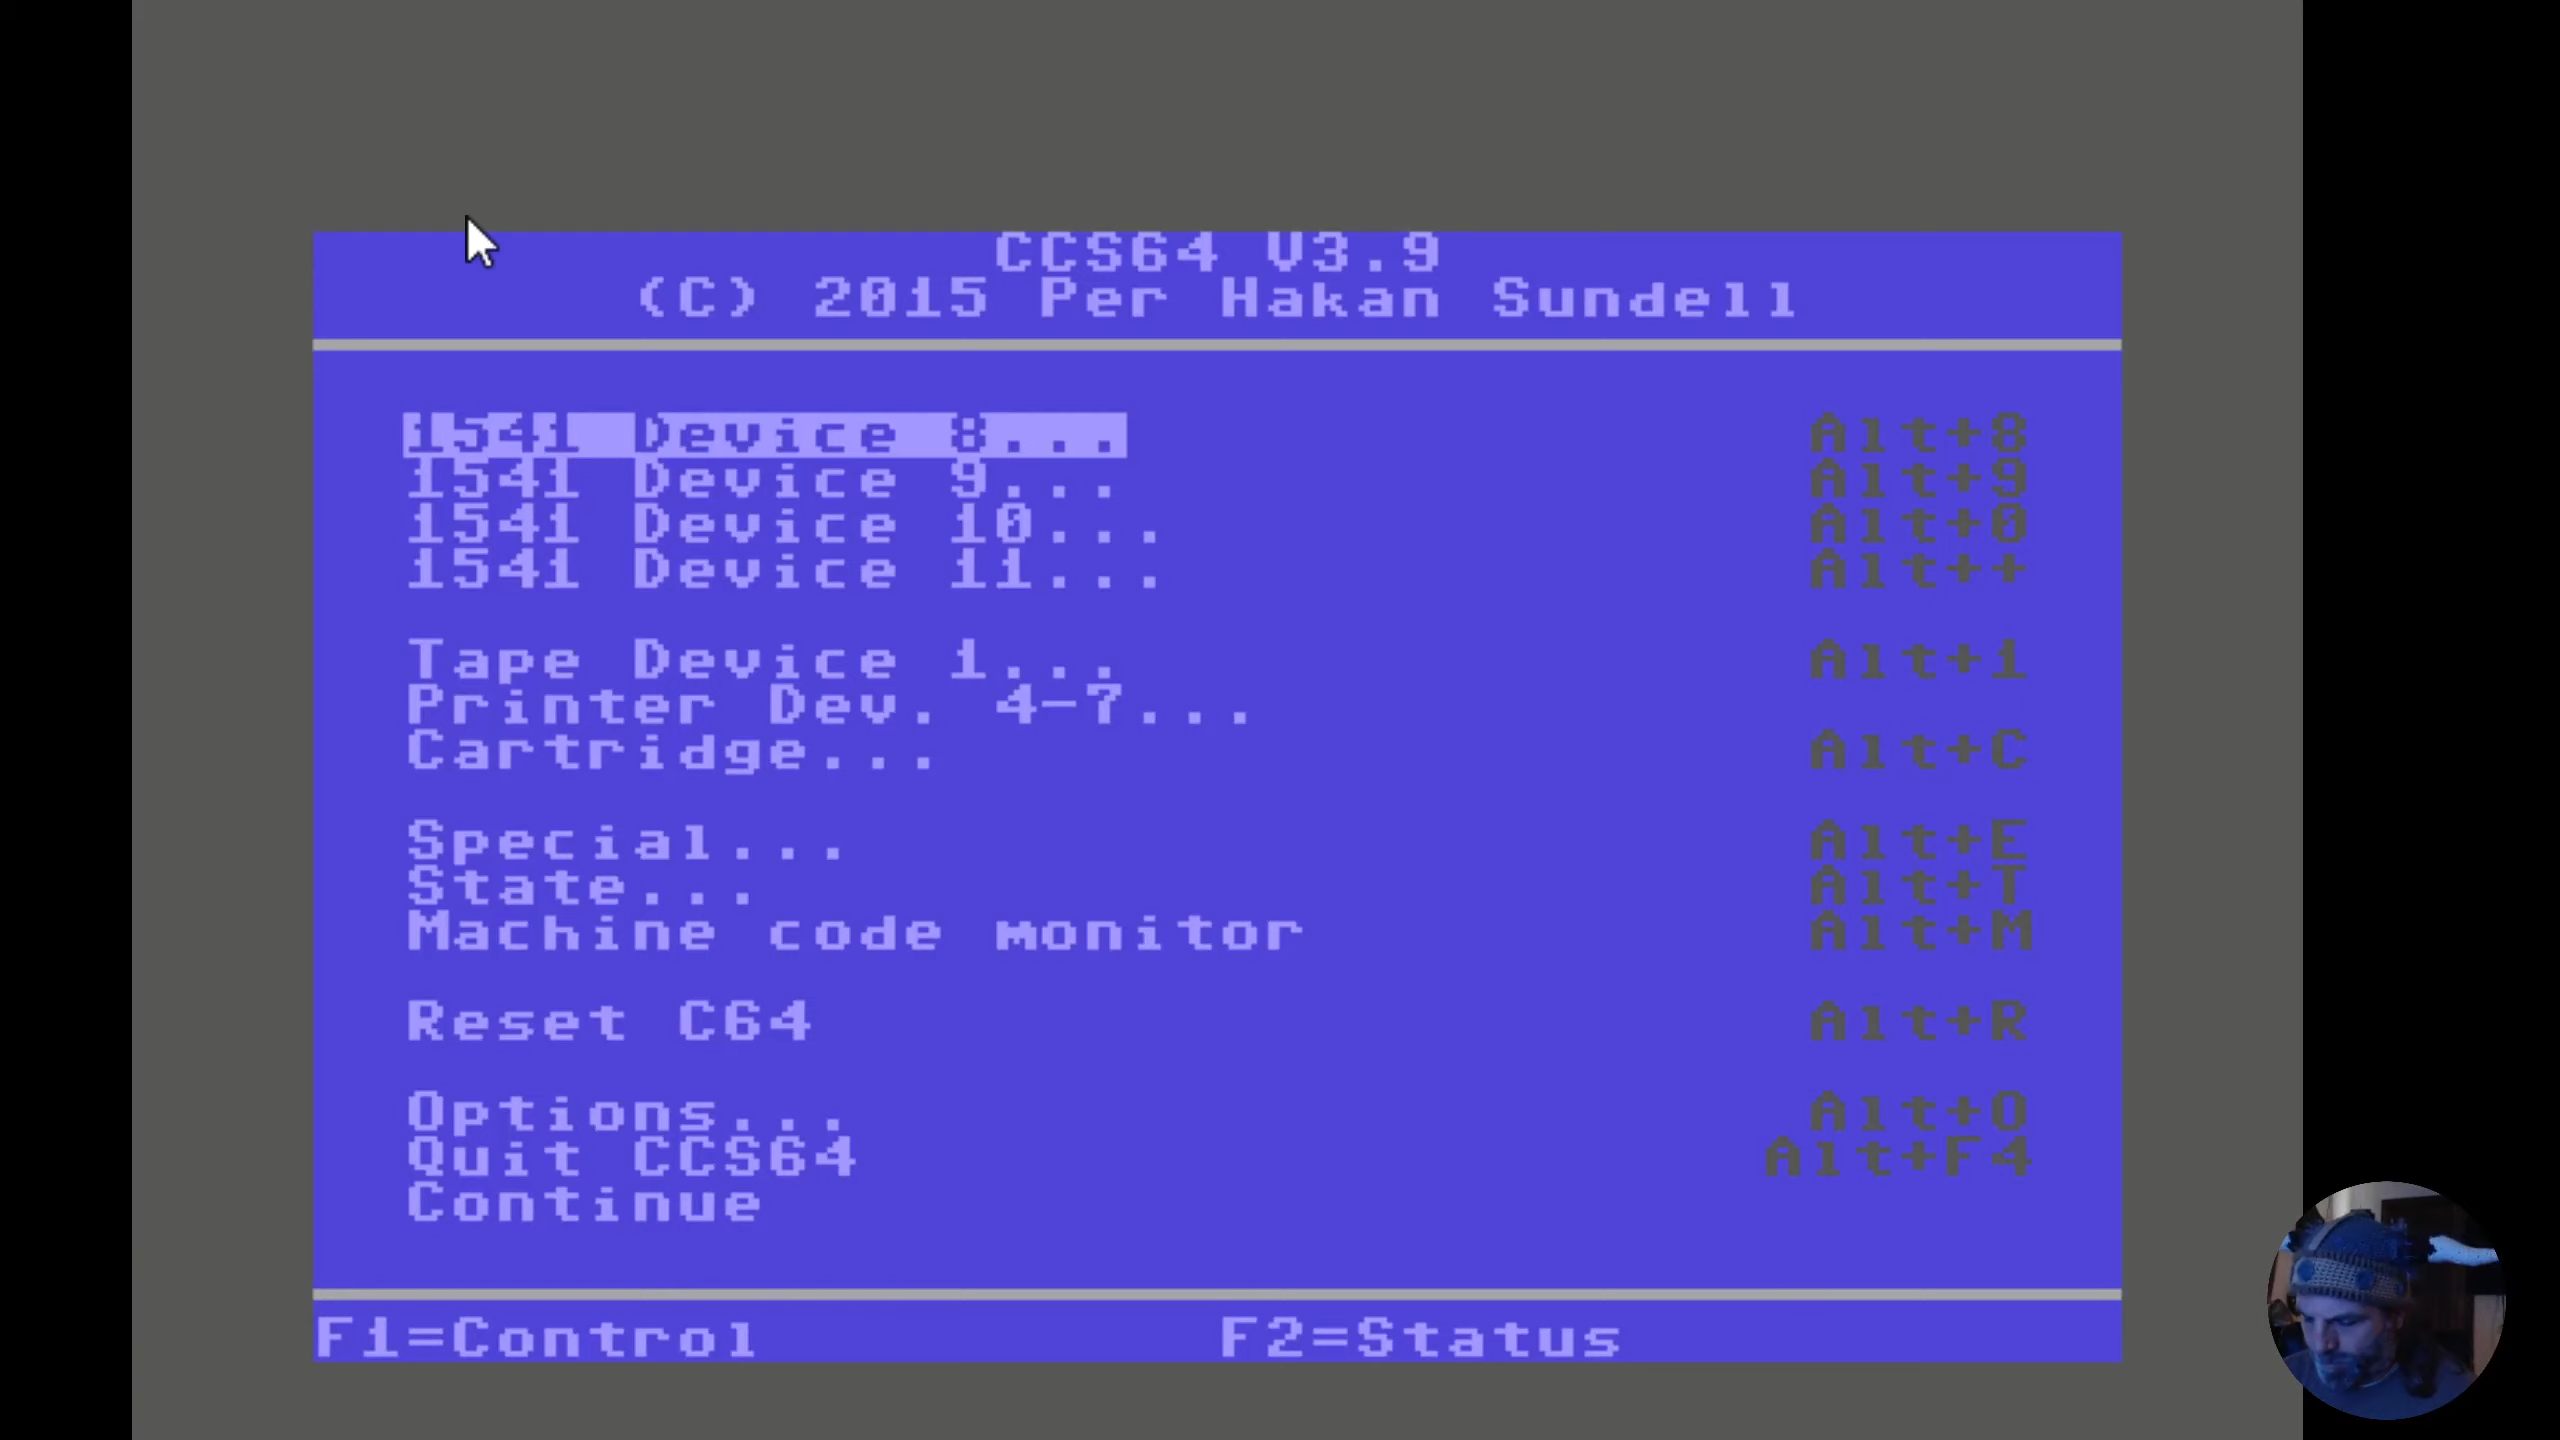 CCS64 V3.9
(C) 2015 Per Hakan Sundell
1541 Device 8... Alt+8
1541 Device 9... Alt+9
1541 Device 10... Alt+0
1541 Device 11... Alt++
Tape Device 1... Alt+1
Printer Dev. 4-7...
Cartridge... Alt+C
Special... Alt+E
State... Alt+T
Machine code monitor Alt+M
Reset C64 Alt+R
Options... Alt+O
Quit CCS64 Alt+F4
Continue
F1=Control F2=Status